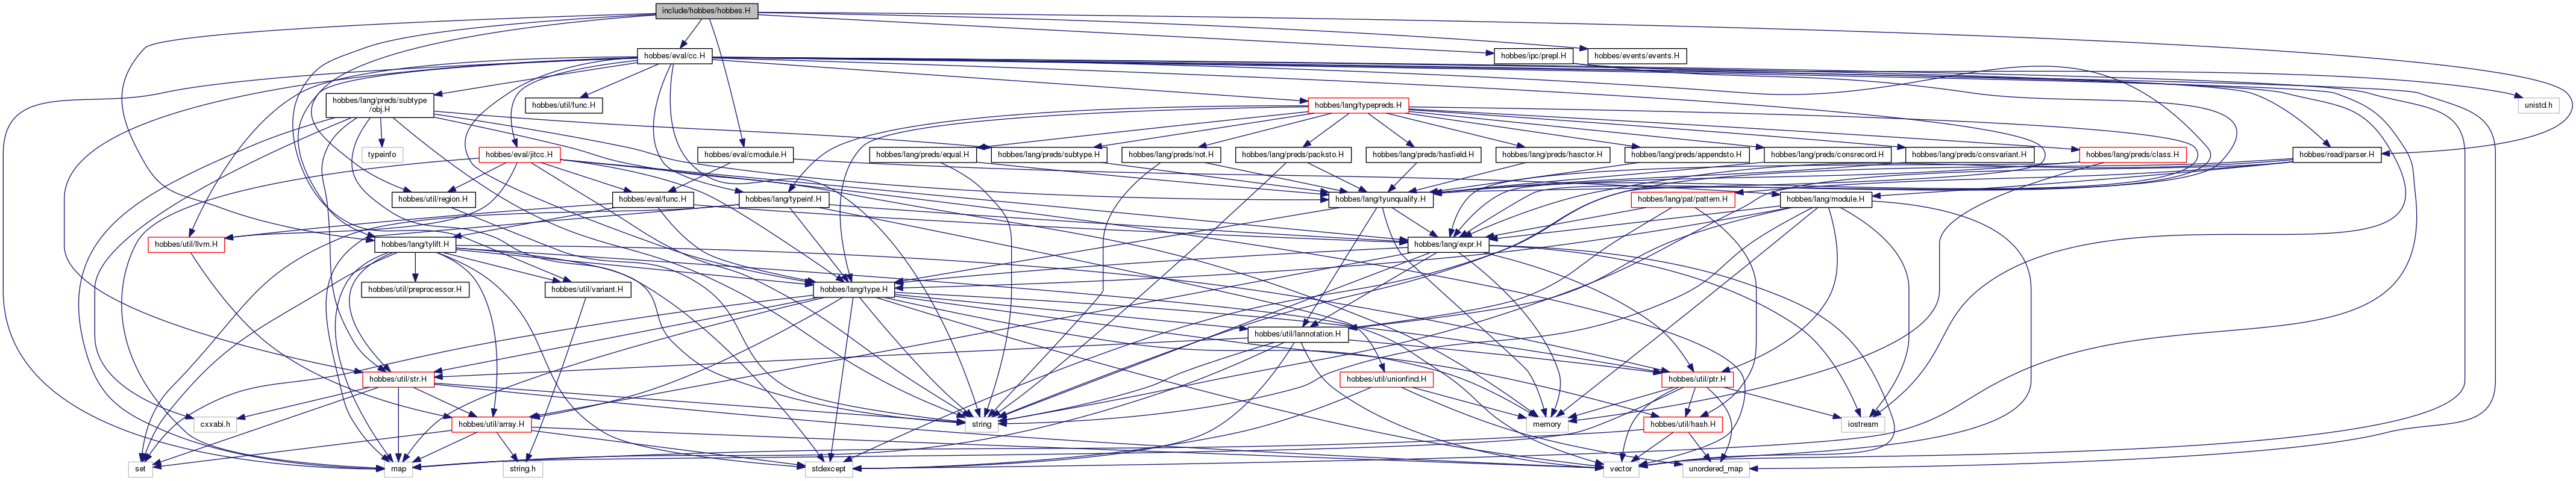 include/hobbes/hobbes.H
hobbes/eval/cc.H
hobbes/ipc/prepl.H
hobbes/events/events.H
hobbes/lang/preds/subtype
/obj.H
hobbes/util/func.H
hobbes/lang/typepreds.H
unistd.h
typeinfo
hobbes/eval/jitcc.H
hobbes/eval/cmodule.H
hobbes/lang/preds/equal.H
hobbes/lang/preds/subtype.H
hobbes/lang/preds/not.H
hobbes/lang/preds/packsto.H
hobbes/lang/preds/hasfield.H
hobbes/lang/preds/hasctor.H
hobbes/lang/preds/appendsto.H
hobbes/lang/preds/consrecord.H
hobbes/lang/preds/consvariant.H
hobbes/lang/preds/class.H
hobbes/read/parser.H
hobbes/util/region.H
hobbes/eval/func.H
hobbes/lang/typeinf.H
hobbes/lang/tyunqualify.H
hobbes/lang/pat/pattern.H
hobbes/lang/module.H
hobbes/util/llvm.H
hobbes/lang/tylift.H
hobbes/lang/expr.H
hobbes/util/preprocessor.H
hobbes/util/variant.H
hobbes/lang/type.H
hobbes/util/lannotation.H
hobbes/util/str.H
hobbes/util/unionfind.H
hobbes/util/ptr.H
cxxabi.h
hobbes/util/array.H
string
memory
hobbes/util/hash.H
iostream
set
map
string.h
stdexcept
vector
unordered_map